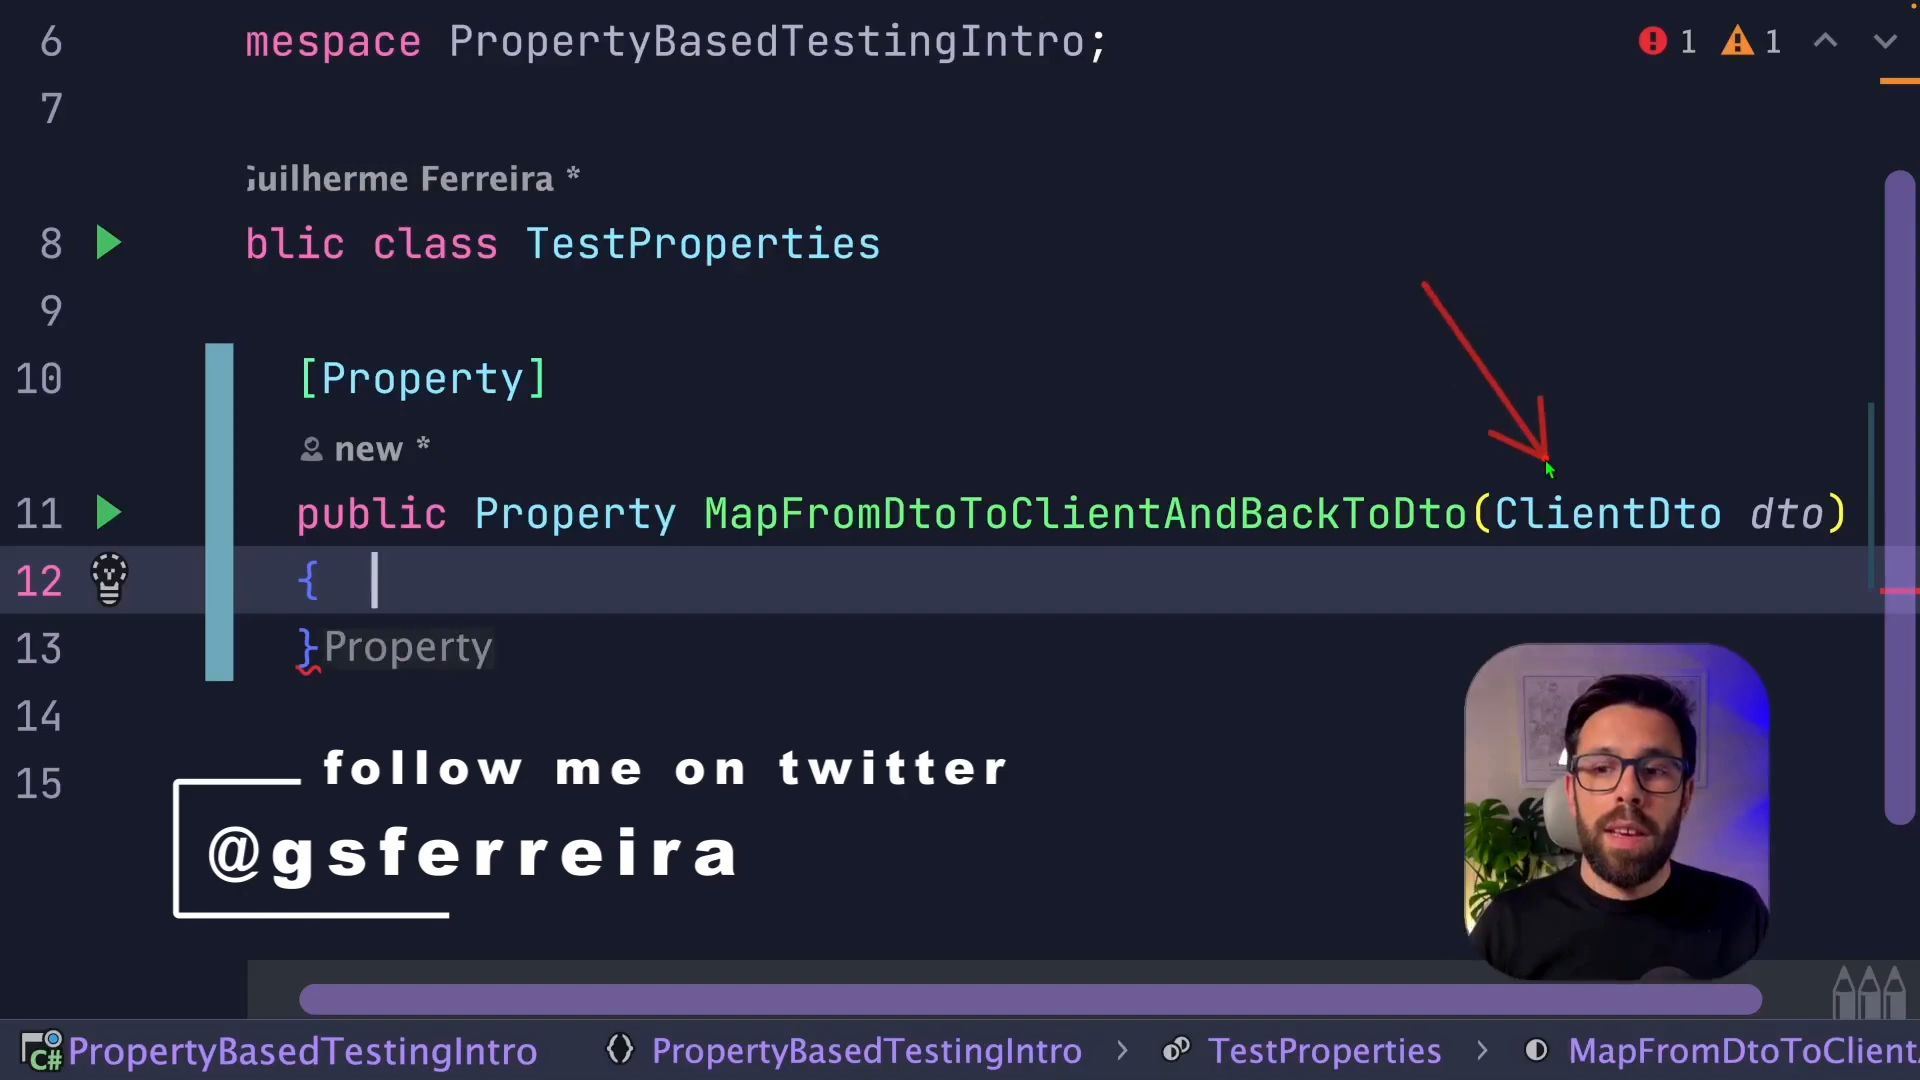 6 mespace PropertyBasedTestingIntro;
1 1
7
Guilherme Ferreira *
8 blic class TestProperties
9
10 [Property]
new *
11 public Property MapFromDtoToClientAndBackToDto(ClientDto dto)
12 {
13 }Property
14
15
follow me on twitter
@gsferreira
C# PropertyBasedTestingIntro PropertyBasedTestingIntro > TestProperties > MapFromDtoToClient